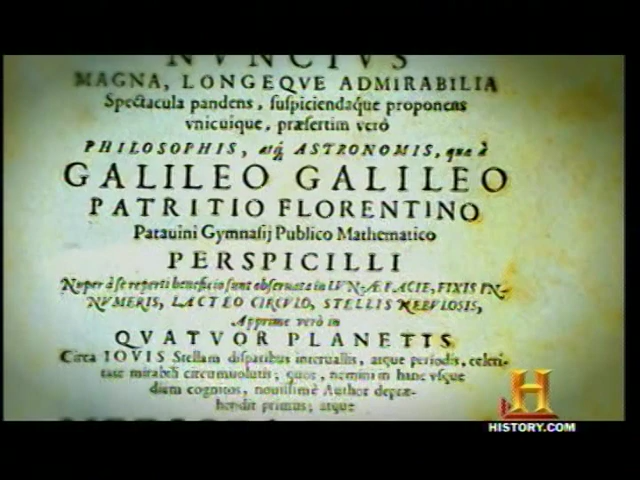 NVNCIVS
MAGNA, LONGEQVE ADMIRABILIA
Spectacula pandens, ſuſpiciendaque proponens
vnicuique, præſertim verò
PHILOSOPHIS, atq́; ASTRONOMIS, quæ à
GALILEO GALILEO
PATRITIO FLORENTINO
Patauini Gymnaſij Publico Mathematico
PERSPICILLI
Nuper à ſe reperti beneficio ſunt obſeruata in LVNÆ FACIE, FIXIS IN-
NVMERIS, LACTEO CIRCVLO, STELLIS NEBVLOSIS,
Apprime verò in
QVATVOR PLANETIS
Circa IOVIS Stellam diſparibus interuallis, atque periodis, celeri-
tate mirabili circumuolutis; quos, nemini in hanc vſque
diem cognitos, nouiſſimè Author depræ-
hendit primus; atque
H
HISTORY.COM